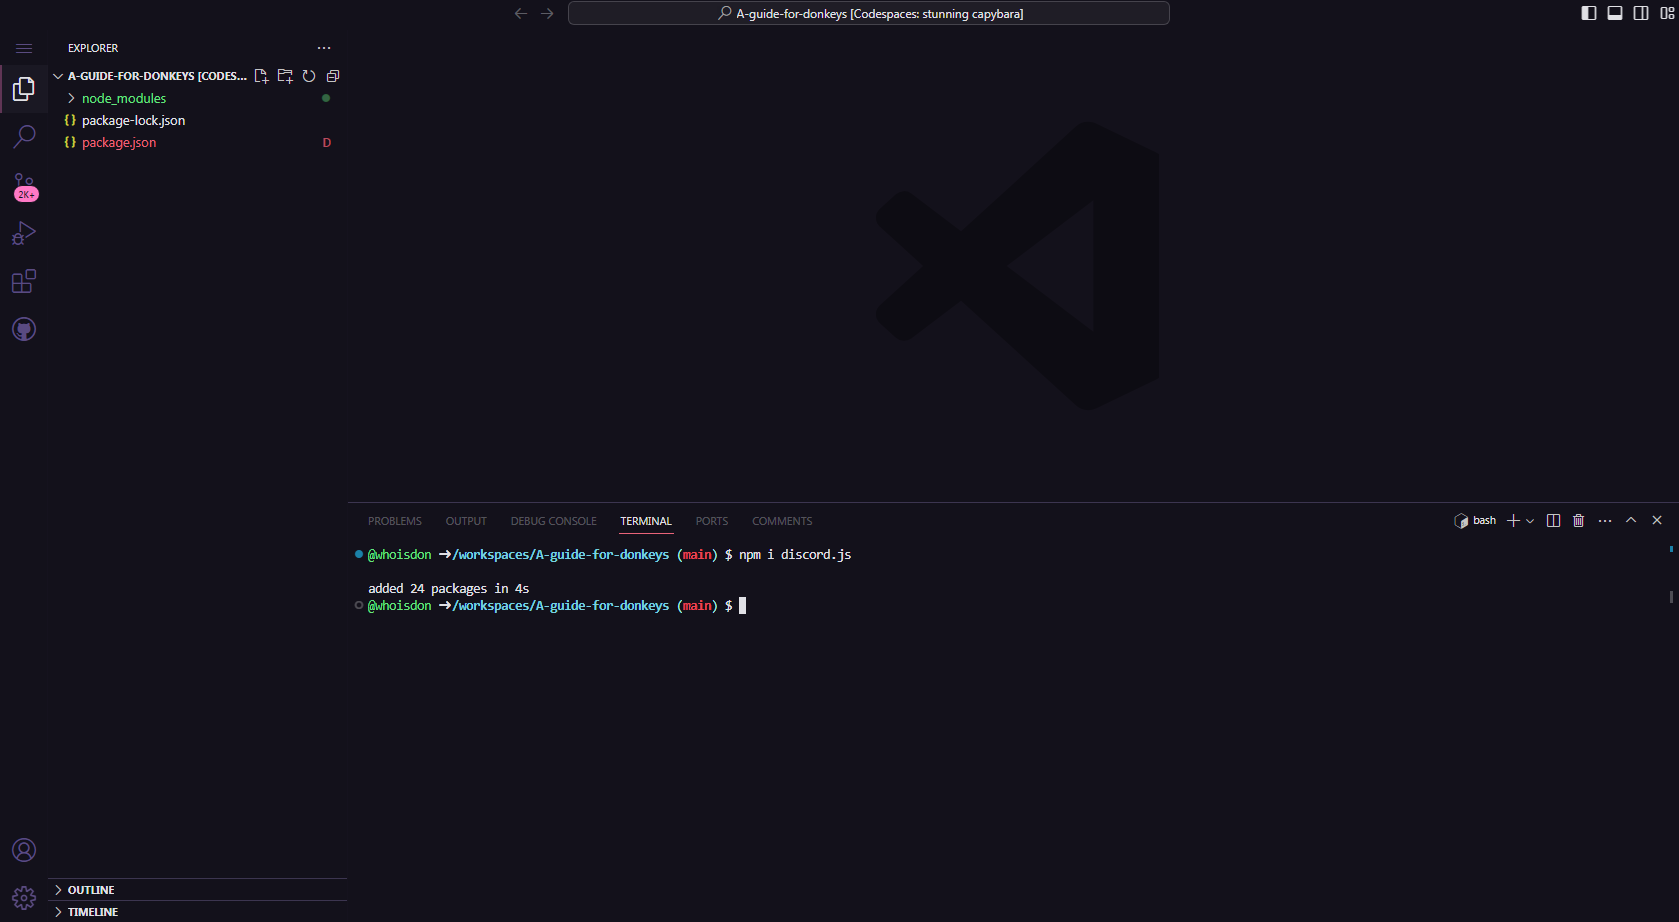 A-guide-for-donkeys [Codespaces: stunning capybara]
EXPLORER
A-GUIDE-FOR-DONKEYS [CODES...
node_modules
{} package-lock.json
{} package.json D
2K+
PROBLEMS OUTPUT DEBUG CONSOLE TERMINAL PORTS COMMENTS
bash
@whoisdon ➜/workspaces/A-guide-for-donkeys (main) $ npm i discord.js
added 24 packages in 4s
@whoisdon ➜/workspaces/A-guide-for-donkeys (main) $
OUTLINE
TIMELINE